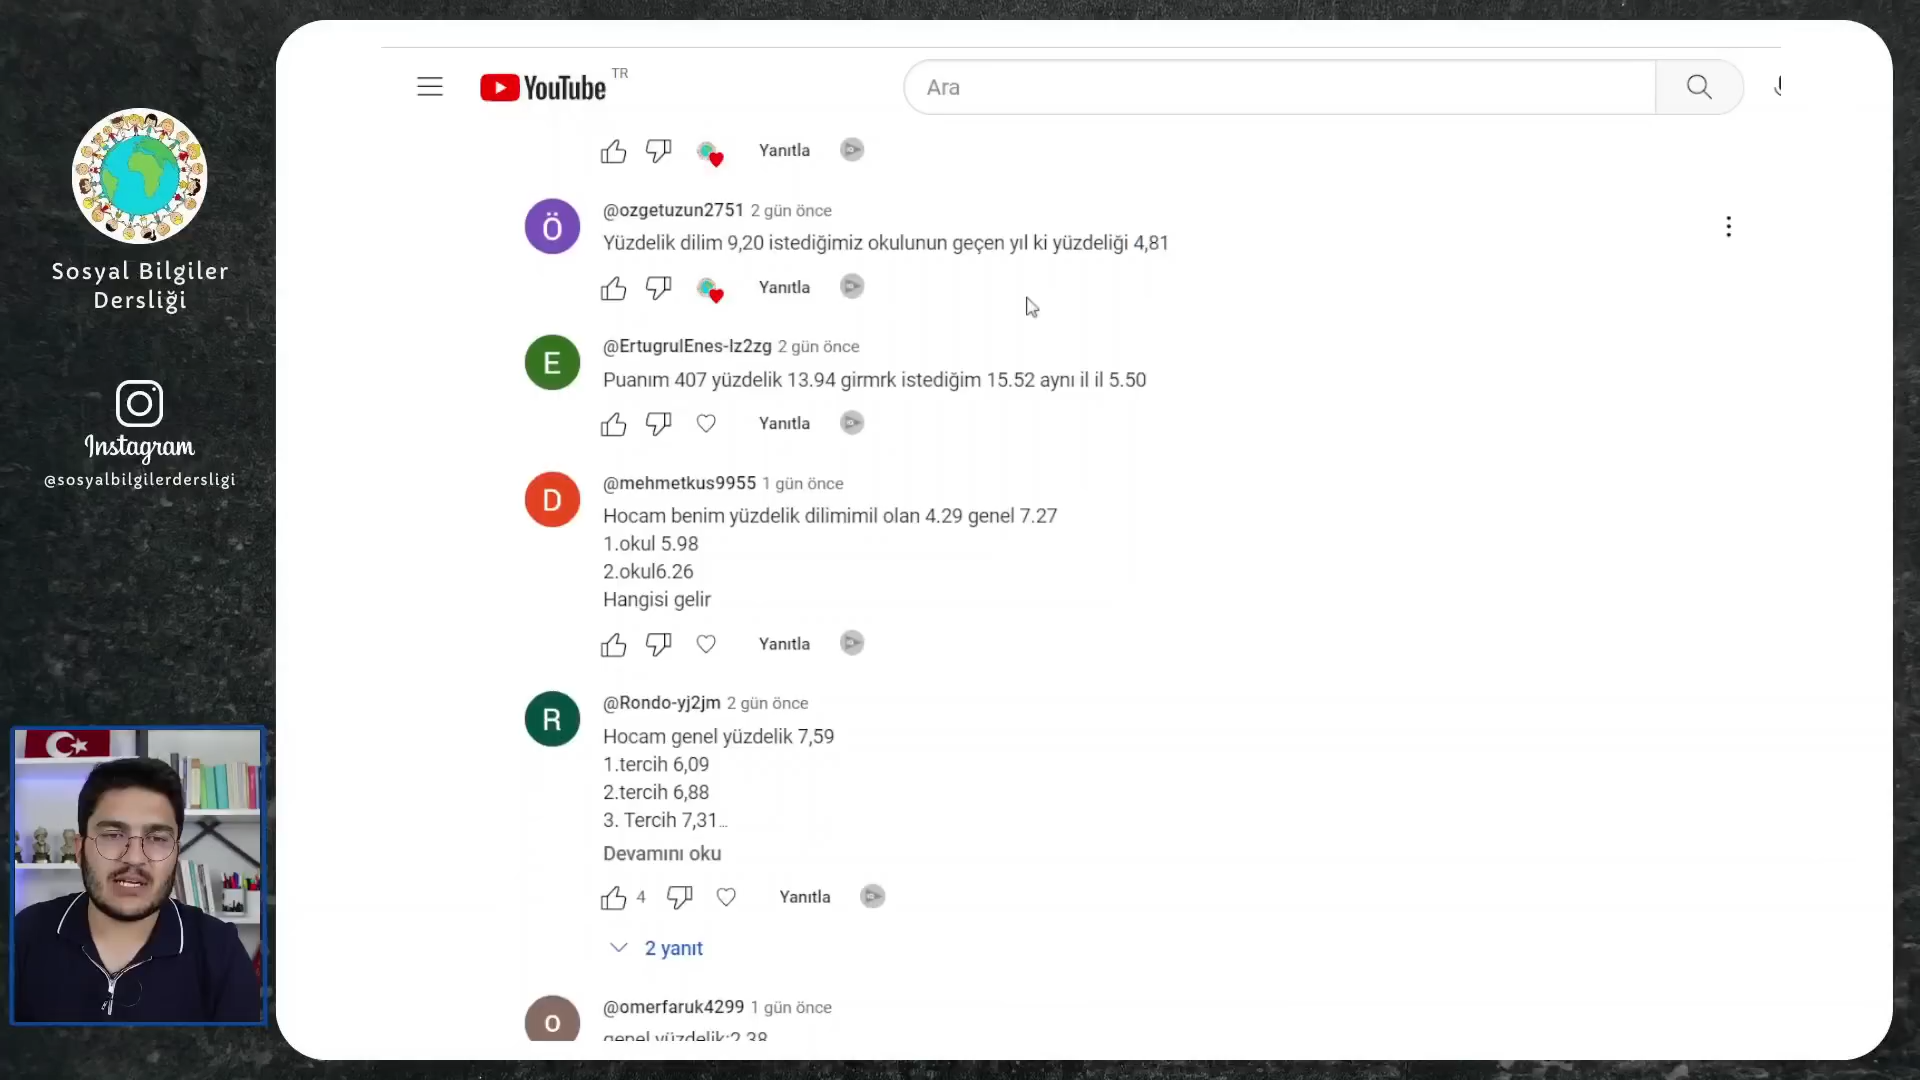 YouTube TR
Ara
Yanıtla
Sosyal Bilgiler
Dersliği
Instagram
@sosyalbilgilerdersligi
Ö
@ozgetuzun2751 2 gün önce
Yüzdelik dilim 9,20 istediğimiz okulunun geçen yıl ki yüzdeliği 4,81
Yanıtla
E
@ErtugrulEnes-lz2zg 2 gün önce
Puanım 407 yüzdelik 13.94 girmrk istediğim 15.52 aynı il il 5.50
Yanıtla
D
@mehmetkus9955 1 gün önce
Hocam benim yüzdelik dilimimil olan 4.29 genel 7.27
1.okul 5.98
2.okul6.26
Hangisi gelir
Yanıtla
R
@Rondo-yj2jm 2 gün önce
Hocam genel yüzdelik 7,59
1.tercih 6,09
2.tercih 6,88
3. Tercih 7,31...
Devamını oku
4 Yanıtla
2 yanıt
o
@omerfaruk4299 1 gün önce
genel yüzdelik:2.38